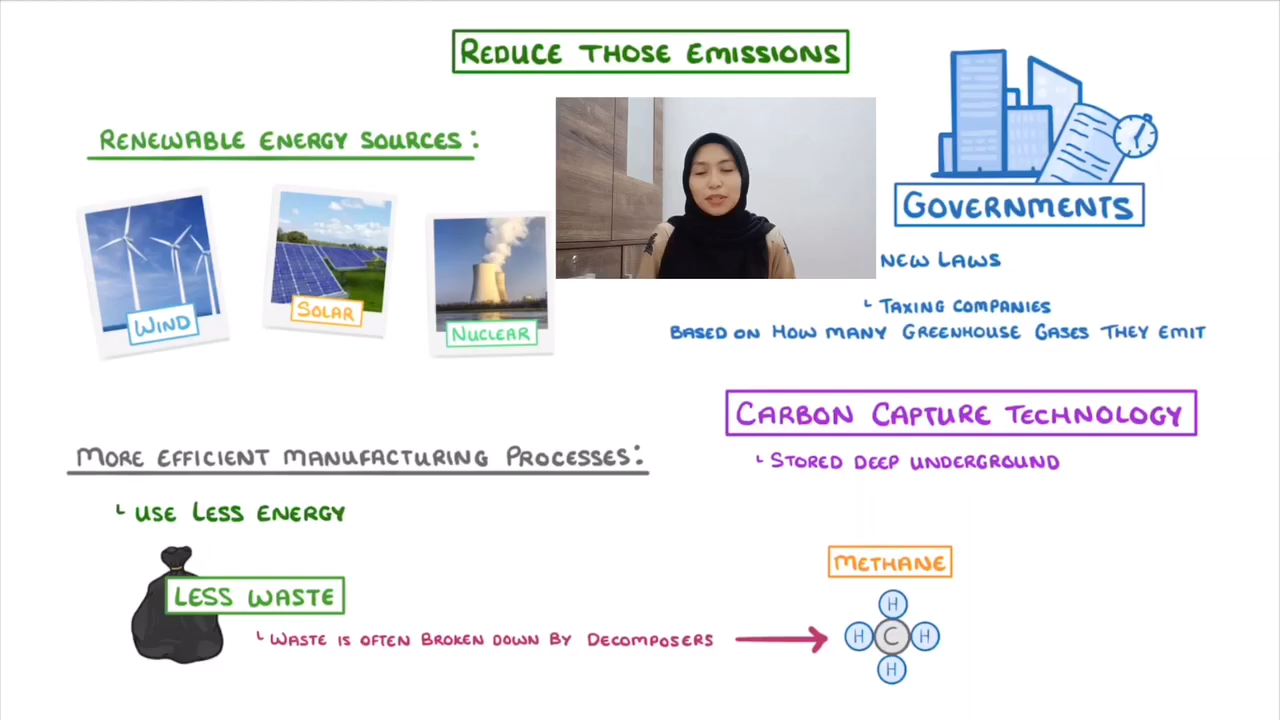 REDUCE THOSE EMISSIONS
RENEWABLE ENERGY SOURCES:
WIND
SOLAR
NUCLEAR
GOVERNMENTS
NEW LAWS
TAXING COMPANIES
BASED ON HOW MANY GREENHOUSE GASES THEY EMIT
CARBON CAPTURE TECHNOLOGY
STORED DEEP UNDERGROUND
MORE EFFICIENT MANUFACTURING PROCESSES:
USE LESS ENERGY
LESS WASTE
WASTE IS OFTEN BROKEN DOWN BY DECOMPOSERS
METHANE
H
H C H
H